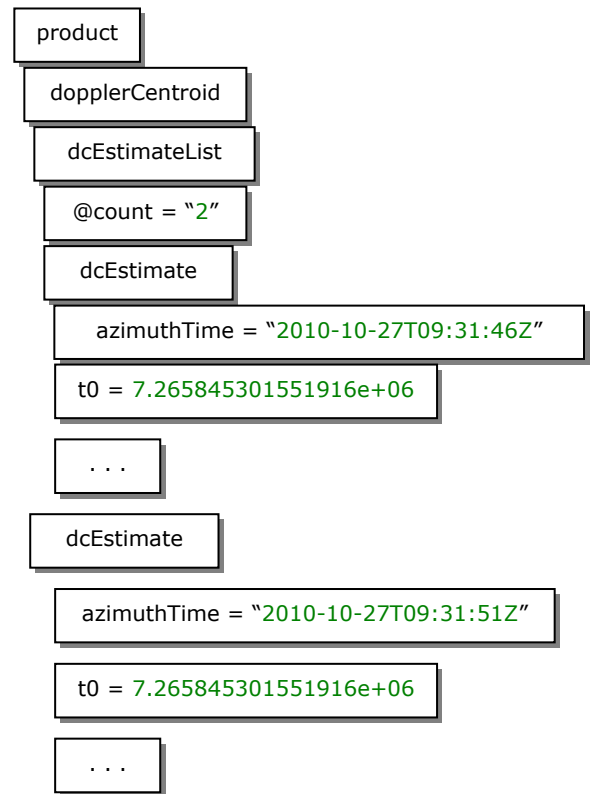 product
dopplerCentroid
dcEstimateList
@count = “2”
dcEstimate
azimuthTime = “2010-10-27T09:31:46Z”
t0 = 7.265845301551916e+06
. . .
dcEstimate
azimuthTime = “2010-10-27T09:31:51Z”
t0 = 7.265845301551916e+06
. . .